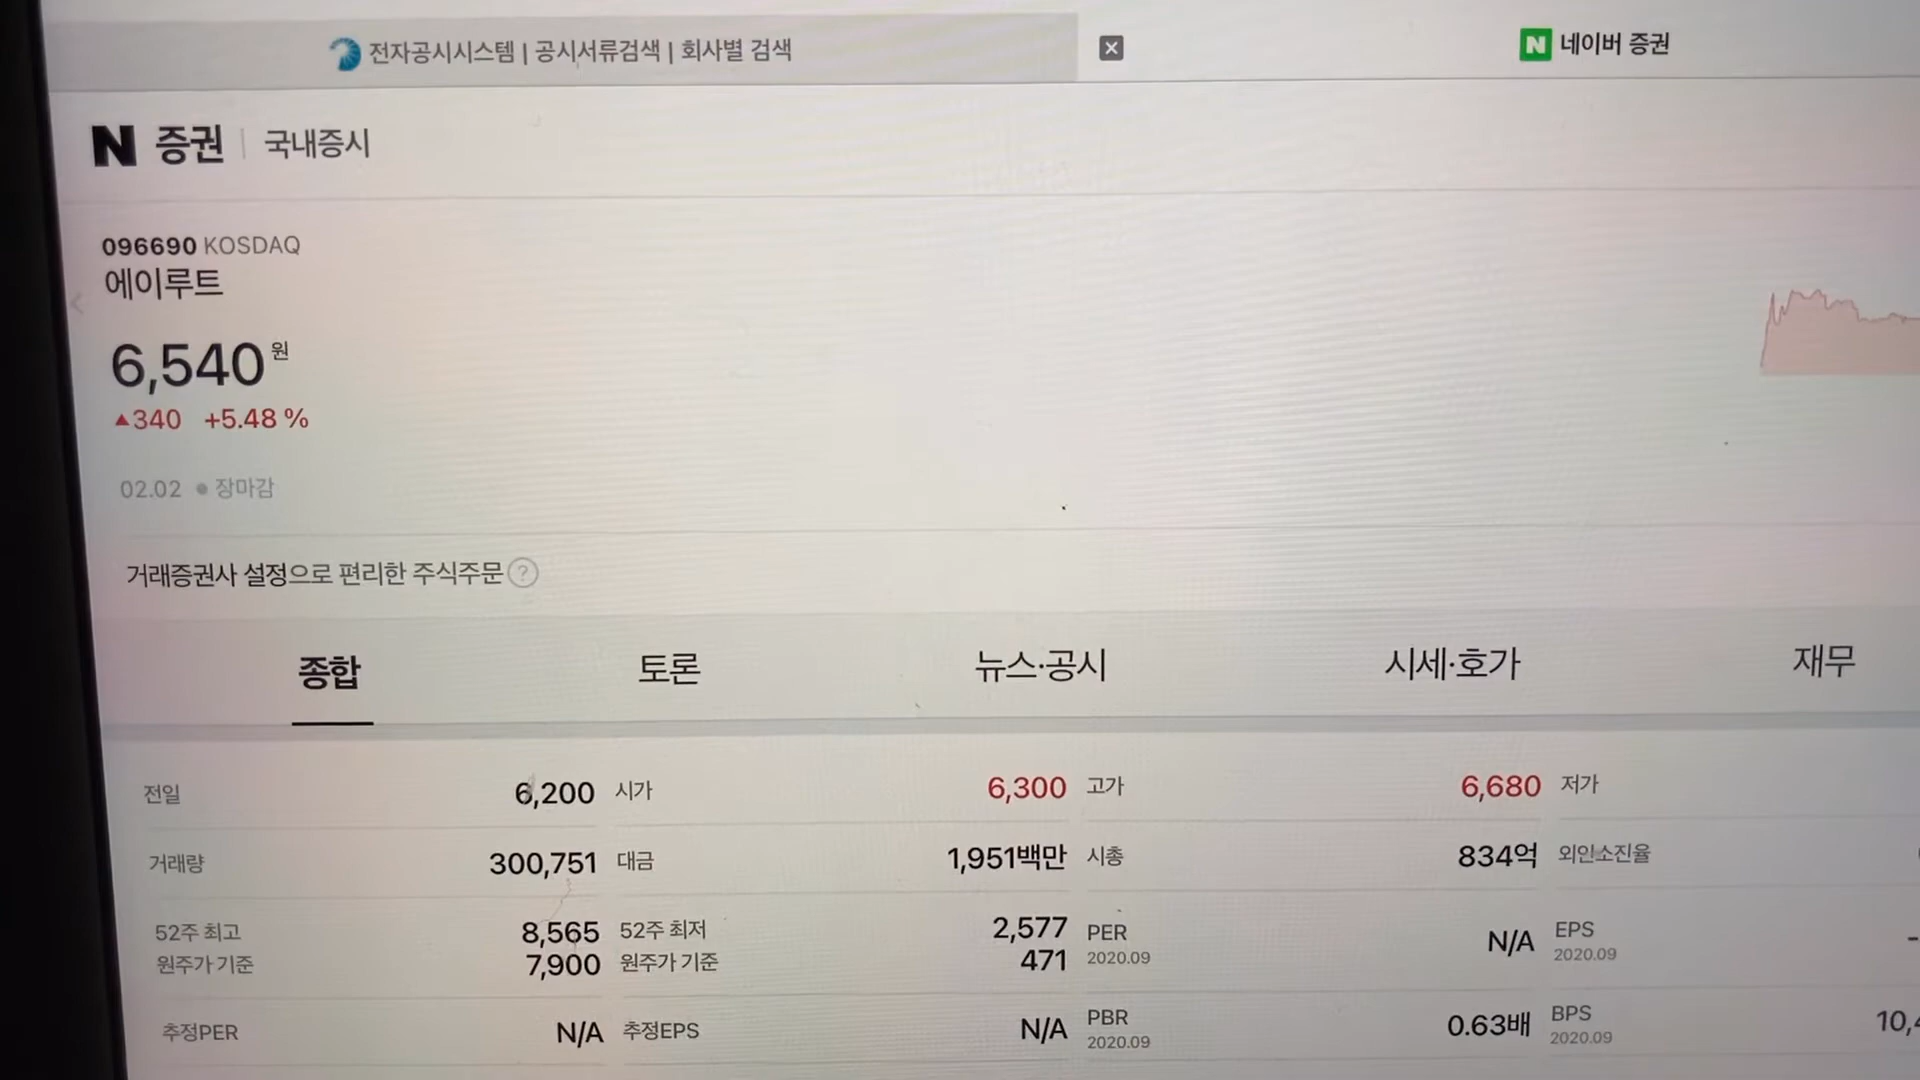 전자공시시스템 | 공시서류검색 | 회사별 검색
N 네이버 증권
N 증권 | 국내증시
096690 KOSDAQ
에이루트
6,540원
▲340 +5.48 %
02.02 ● 장마감
거래증권사 설정으로 편리한 주식주문 ?
종합 토론 뉴스·공시 시세·호가 재무
전일 6,200 시가 6,300 고가 6,680 저가
거래량 300,751 대금 1,951백만 시총 834억 외인소진율
52주 최고 8,565 52주 최저 2,577 PER N/A EPS
원주가 기준 7,900 원주가 기준 471 2020.09 2020.09
추정PER N/A 추정EPS N/A PBR 0.63배 BPS
2020.09 2020.09